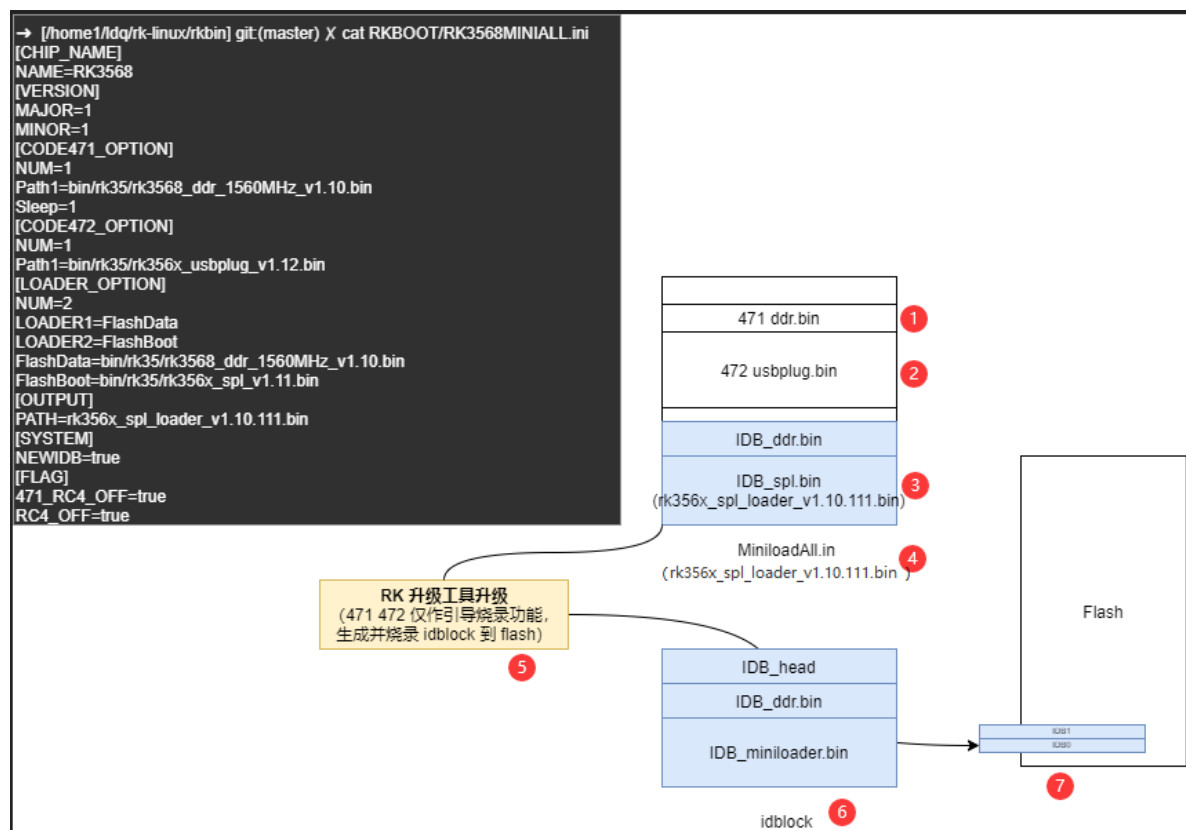 → [/home1/ldq/rk-linux/rkbin] git:(master) ✗ cat RKBOOT/RK3568MINIALL.ini
[CHIP_NAME]
NAME=RK3568
[VERSION]
MAJOR=1
MINOR=1
[CODE471_OPTION]
NUM=1
Path1=bin/rk35/rk3568_ddr_1560MHz_v1.10.bin
Sleep=1
[CODE472_OPTION]
NUM=1
Path1=bin/rk35/rk356x_usbplug_v1.12.bin
[LOADER_OPTION]
NUM=2
LOADER1=FlashData
LOADER2=FlashBoot
FlashData=bin/rk35/rk3568_ddr_1560MHz_v1.10.bin
FlashBoot=bin/rk35/rk356x_spl_v1.11.bin
[OUTPUT]
PATH=rk356x_spl_loader_v1.10.111.bin
[SYSTEM]
NEWIDB=true
[FLAG]
471_RC4_OFF=true
RC4_OFF=true
471 ddr.bin
1
472 usbplug.bin
2
IDB_ddr.bin
IDB_spl.bin
(rk356x_spl_loader_v1.10.111.bin)
3
MiniloadAll.in
(rk356x_spl_loader_v1.10.111.bin )
4
RK 升级工具升级
(471 472 仅作引导烧录功能,
生成并烧录 idblock 到 flash)
5
IDB_head
IDB_ddr.bin
IDB_miniloader.bin
6
idblock
Flash
IDB1
IDB0
7